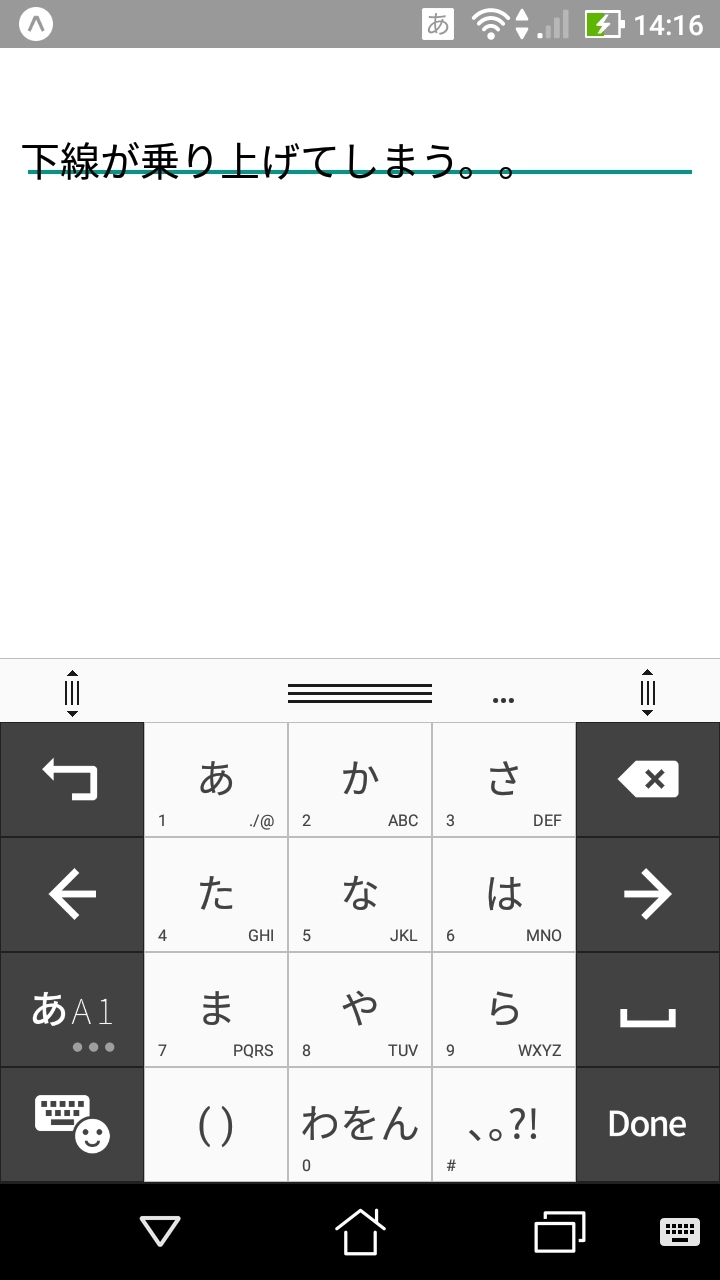 あ 14:16
下線が乗り上げてしまう。。
...
あ か さ
1 ./@ 2 ABC 3 DEF
た な は
4 GHI 5 JKL 6 MNO
あA1 ま や ら
7 PQRS 8 TUV 9 WXYZ
( ) わをん 、。?! Done
0 #